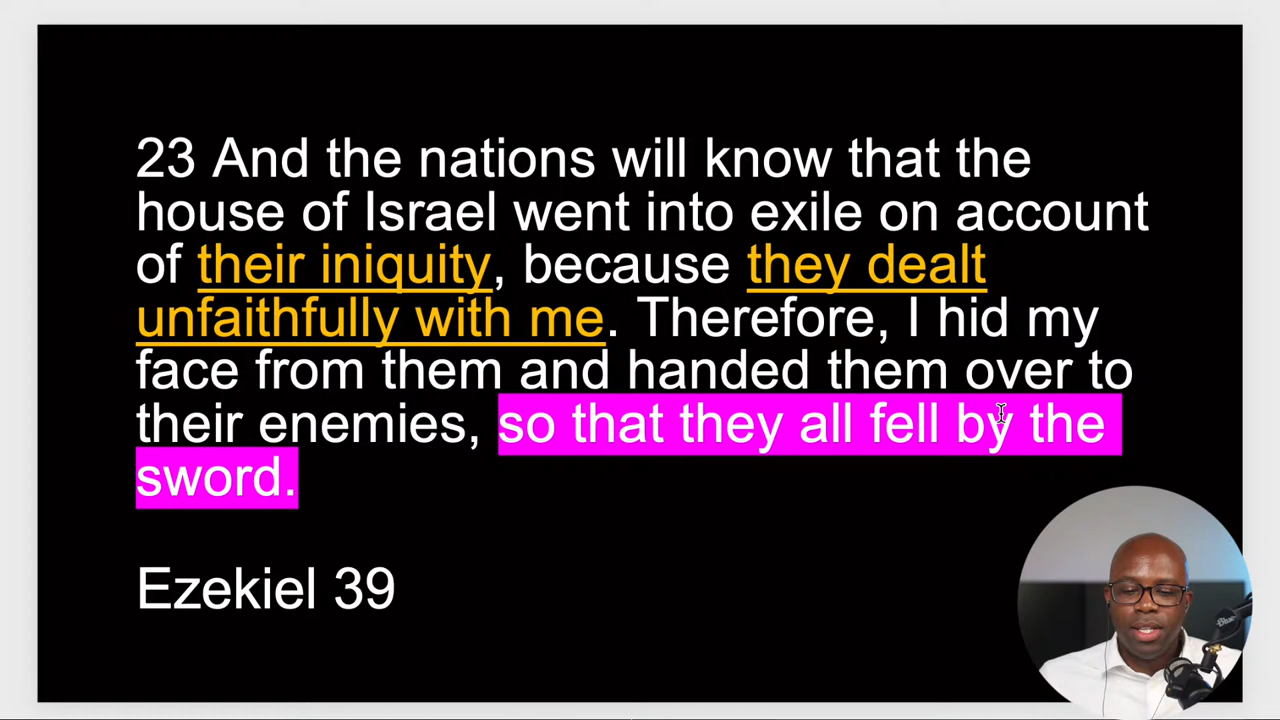 23 And the nations will know that the
house of Israel went into exile on account
of their iniquity, because they dealt
unfaithfully with me. Therefore, I hid my
face from them and handed them over to
their enemies, so that they all fell by the
sword.
Ezekiel 39
Blue